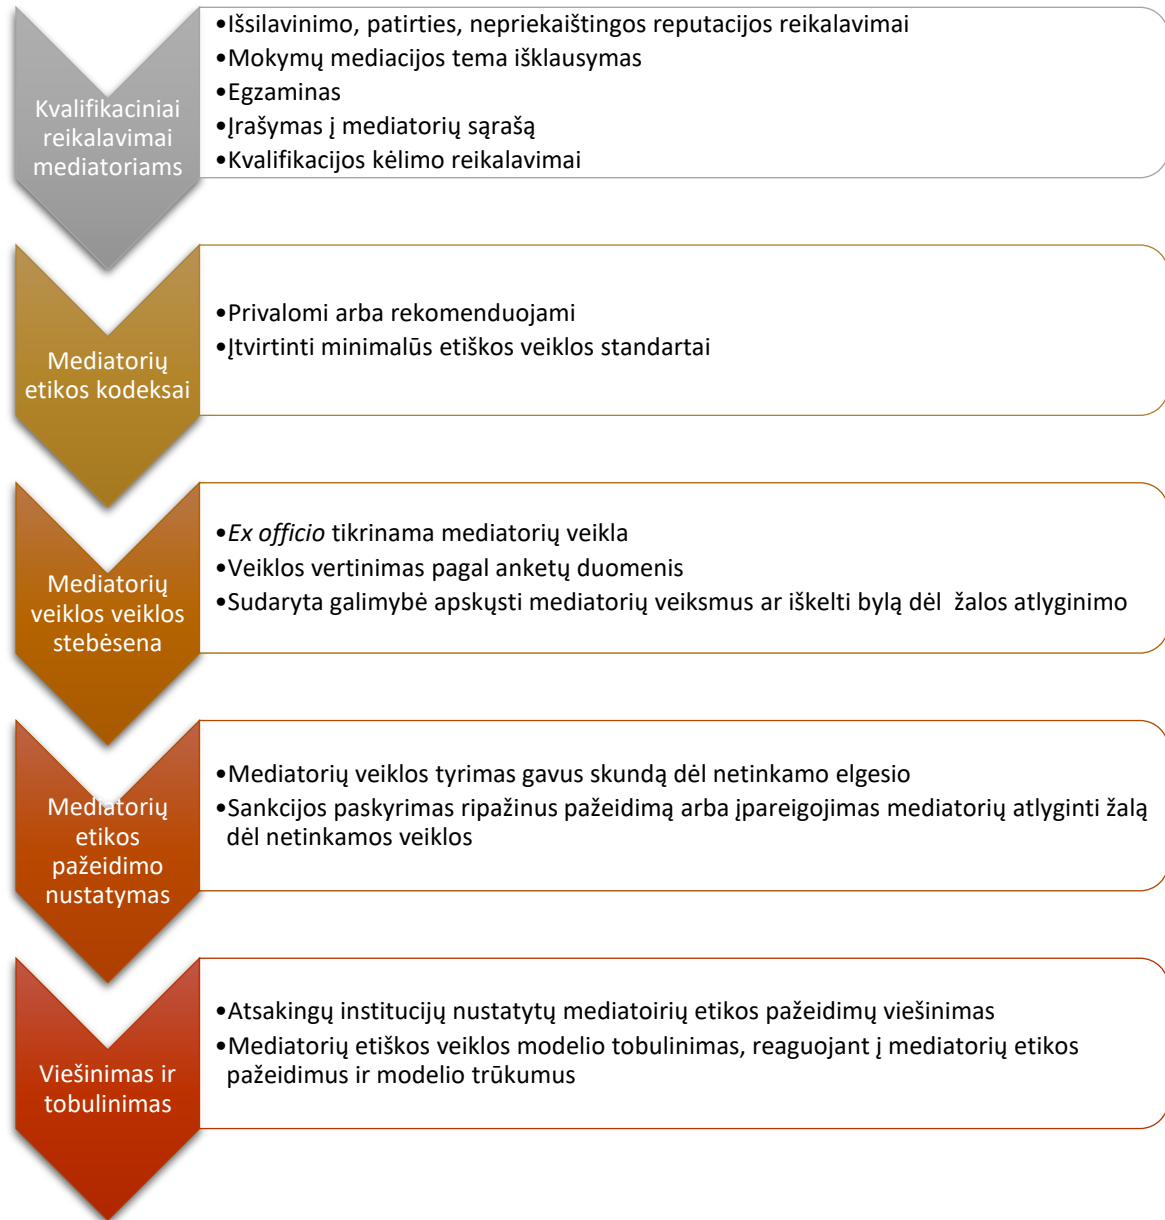 Kvalifikaciniai
reikalavimai
mediatoriams
•Išsilavinimo, patirties, nepriekaištingos reputacijos reikalavimai
•Mokymų mediacijos tema išklausymas
•Egzaminas
•Įrašymas į mediatorių sąrašą
•Kvalifikacijos kėlimo reikalavimai
Mediatorių
etikos kodeksai
•Privalomi arba rekomenduojami
•Įtvirtinti minimalūs etiškos veiklos standartai
Mediatorių
veiklos veiklos
stebėsena
•Ex officio tikrinama mediatorių veikla
•Veiklos vertinimas pagal anketų duomenis
•Sudaryta galimybė apskųsti mediatorių veiksmus ar iškelti bylą dėl žalos atlyginimo
Mediatorių
etikos
pažeidimo
nustatymas
•Mediatorių veiklos tyrimas gavus skundą dėl netinkamo elgesio
•Sankcijos paskyrimas ripažinus pažeidimą arba įpareigojimas mediatorių atlyginti žalą
dėl netinkamos veiklos
Viešinimas ir
tobulinimas
•Atsakingų institucijų nustatytų mediatoirių etikos pažeidimų viešinimas
•Mediatorių etiškos veiklos modelio tobulinimas, reaguojant į mediatorių etikos
pažeidimus ir modelio trūkumus